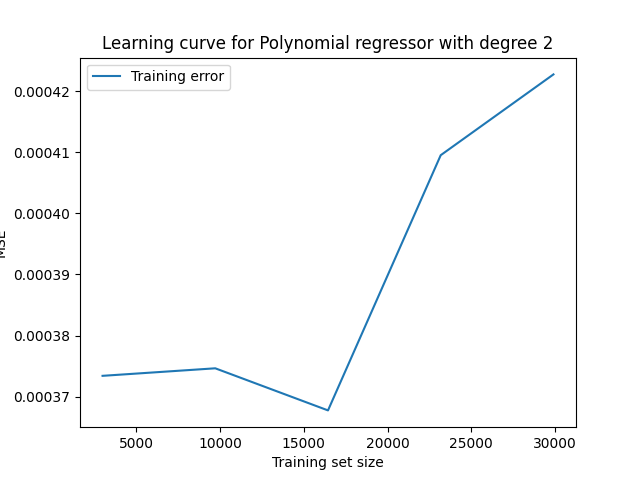 Learning curve for Polynomial regressor with degree 2
Training error
0.00042
0.00041
0.00040
0.00039
0.00038
0.00037
MSE
5000 10000 15000 20000 25000 30000
Training set size